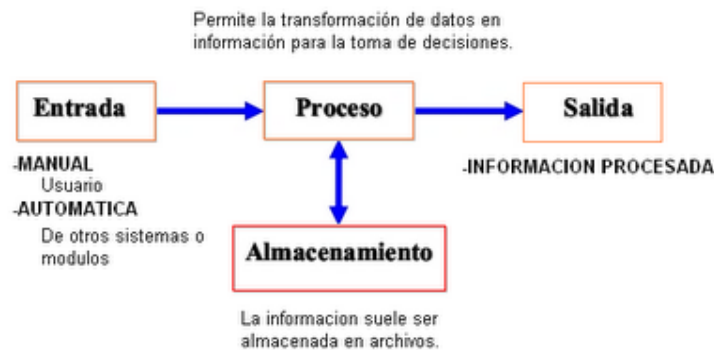 Permite la transformación de datos en
información para la toma de decisiones.
Entrada
Proceso
Salida
-MANUAL
Usuario
-AUTOMATICA
De otros sistemas o
modulos
-INFORMACION PROCESADA
Almacenamiento
La informacion suele ser
almacenada en archivos.